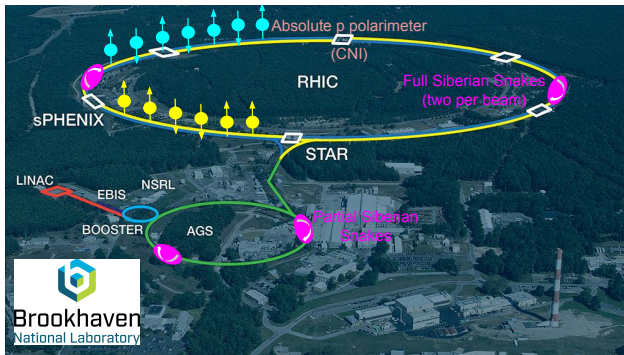 Absolute p polarimeter
(CNI)
RHIC
Full Siberian Snakes
(two per beam)
sPHENIX
STAR
LINAC
EBIS
NSRL
BOOSTER
AGS
Partial Siberian
Snakes
Brookhaven
National Laboratory